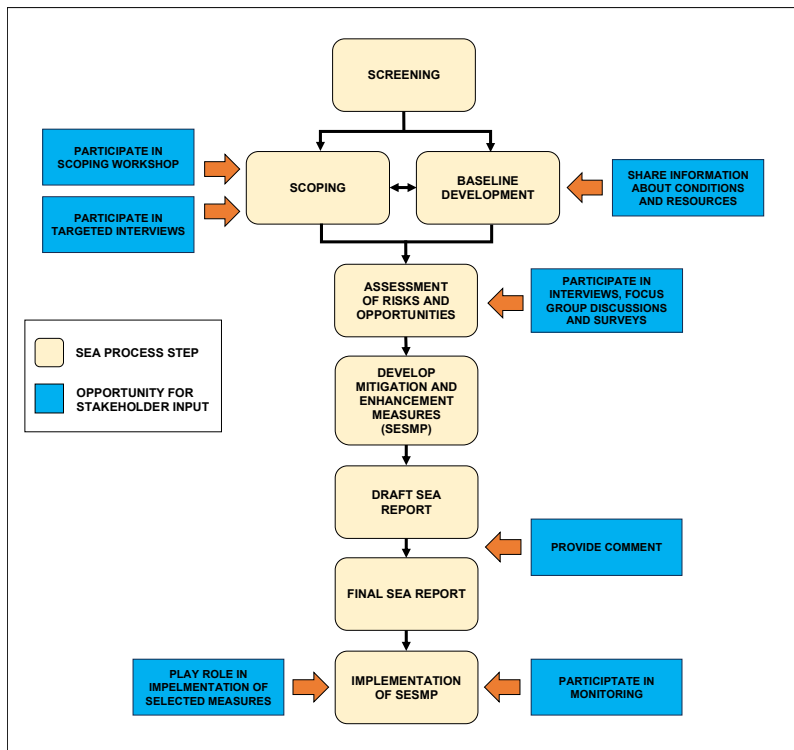 SCREENING
PARTICIPATE IN
SCOPING WORKSHOP
SCOPING
BASELINE
DEVELOPMENT
SHARE INFORMATION
ABOUT CONDITIONS
AND RESOURCES
PARTICIPATE IN
TARGETED INTERVIEWS
ASSESSMENT
OF RISKS AND
OPPORTUNITIES
PARTICIPATE IN
INTERVIEWS, FOCUS
GROUP DISCUSSIONS
AND SURVEYS
SEA PROCESS STEP
OPPORTUNITY FOR
STAKEHOLDER INPUT
DEVELOP
MITIGATION AND
ENHANCEMENT
MEASURES
(SESMP)
DRAFT SEA
REPORT
PROVIDE COMMENT
FINAL SEA REPORT
PLAY ROLE IN
IMPELMENTATION OF
SELECTED MEASURES
IMPLEMENTATION
OF SESMP
PARTICIPTATE IN
MONITORING